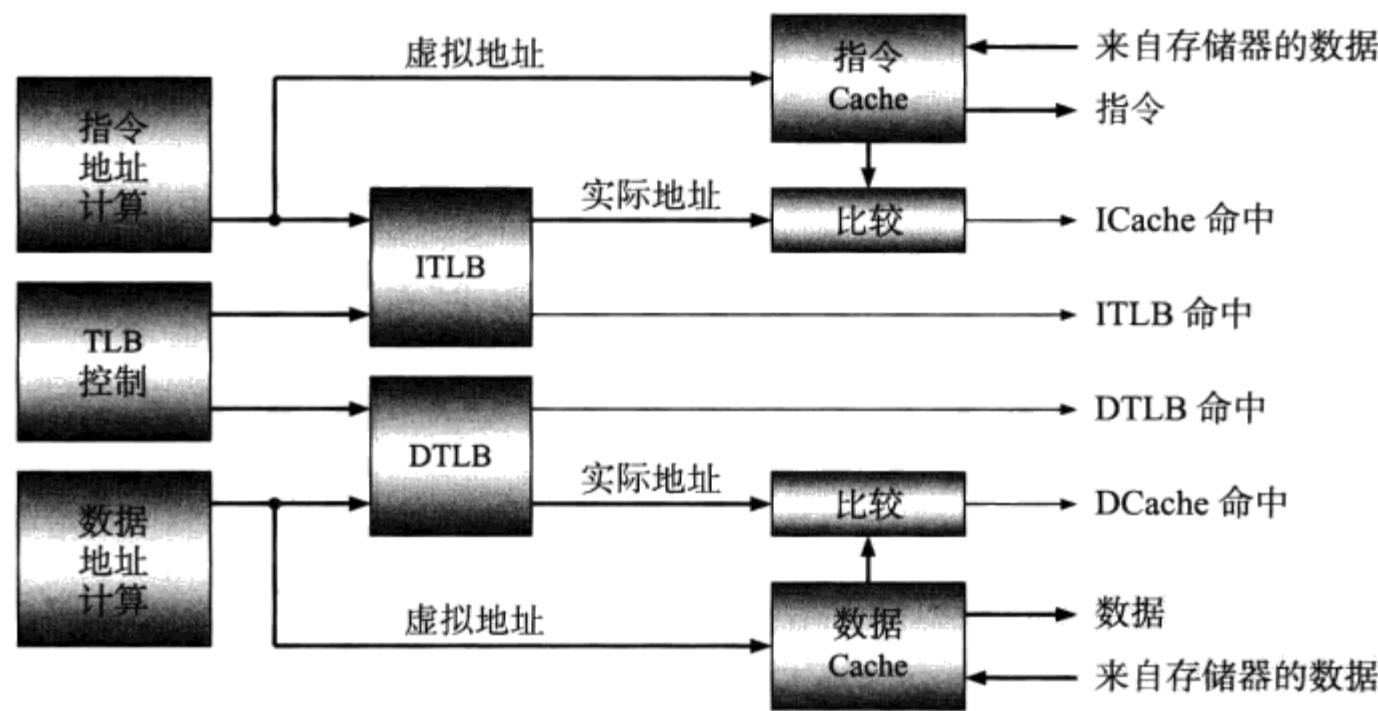 虚拟地址
指令
Cache
来自存储器的数据
指令
指令
地址
计算
实际地址
比较
ICache 命中
ITLB
ITLB 命中
TLB
控制
DTLB 命中
DTLB
实际地址
比较
DCache 命中
数据
地址
计算
虚拟地址
数据
Cache
数据
来自存储器的数据